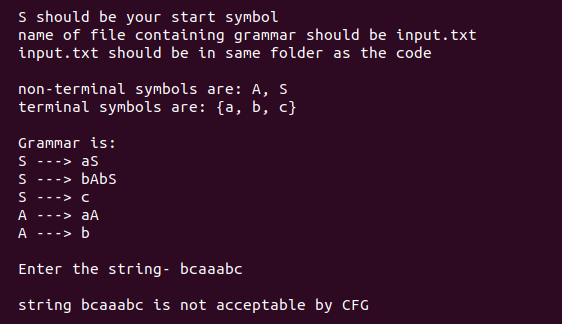 S should be your start symbol
name of file containing grammar should be input.txt
input.txt should be in same folder as the code
non-terminal symbols are: A, S
terminal symbols are: {a, b, c}
Grammar is:
S ---> aS
S ---> bAbS
S ---> c
A ---> aA
A ---> b
Enter the string- bcaaabc
string bcaaabc is not acceptable by CFG